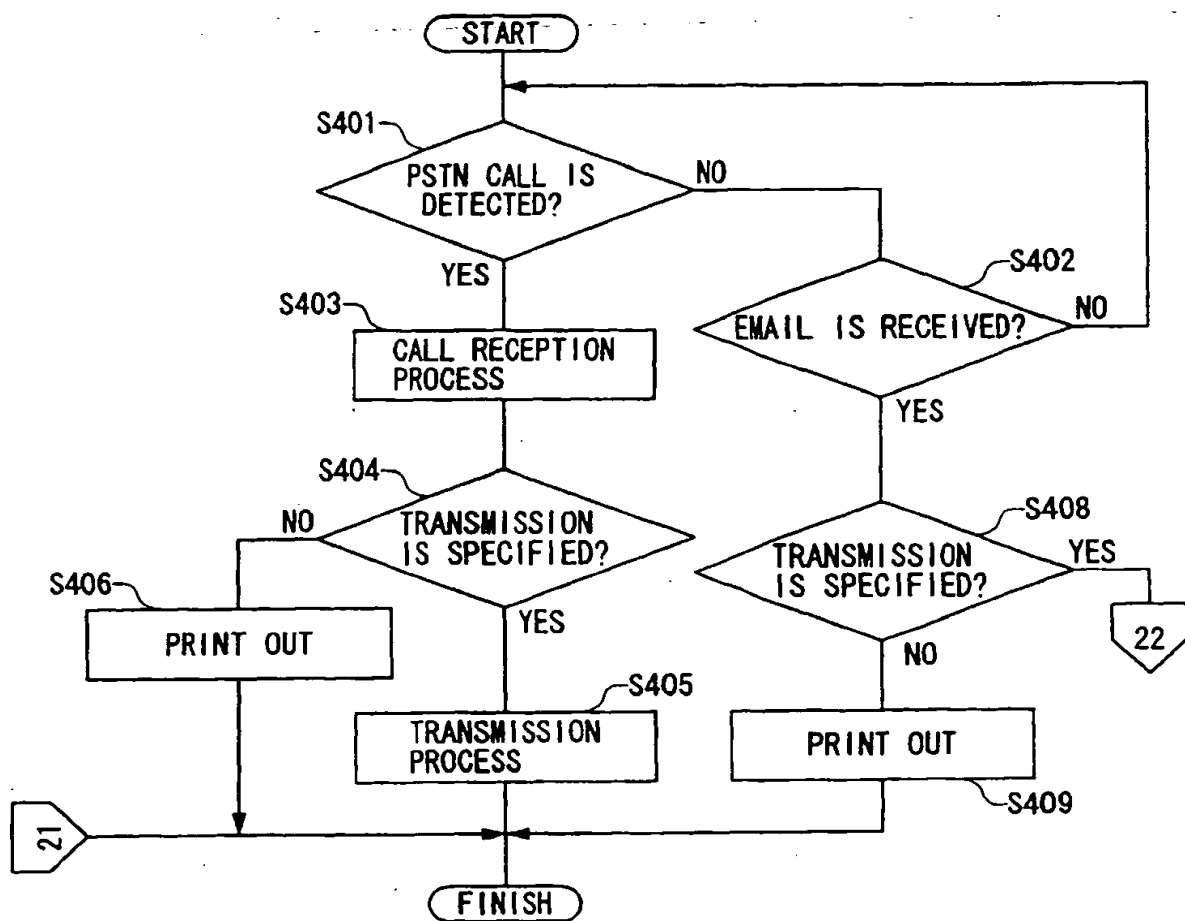 START
S401
PSTN CALL IS
DETECTED?
NO
YES
S402
EMAIL IS RECEIVED?
NO
YES
S403
CALL RECEPTION
PROCESS
S404
TRANSMISSION
IS SPECIFIED?
NO
YES
S408
TRANSMISSION
IS SPECIFIED?
YES
NO
22
S406
PRINT OUT
S405
TRANSMISSION
PROCESS
PRINT OUT
S409
21
FINISH